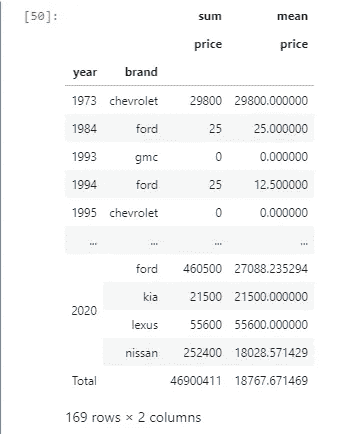 [50]:
sum mean
price price
year brand
1973 chevrolet 29800 29800.000000
1984 ford 25 25.000000
1993 gmc 0 0.000000
1994 ford 25 12.500000
1995 chevrolet 0 0.000000
... ... ... ...
ford 460500 27088.235294
2020 kia 21500 21500.000000
lexus 55600 55600.000000
nissan 252400 18028.571429
Total 46900411 18767.671469
169 rows × 2 columns